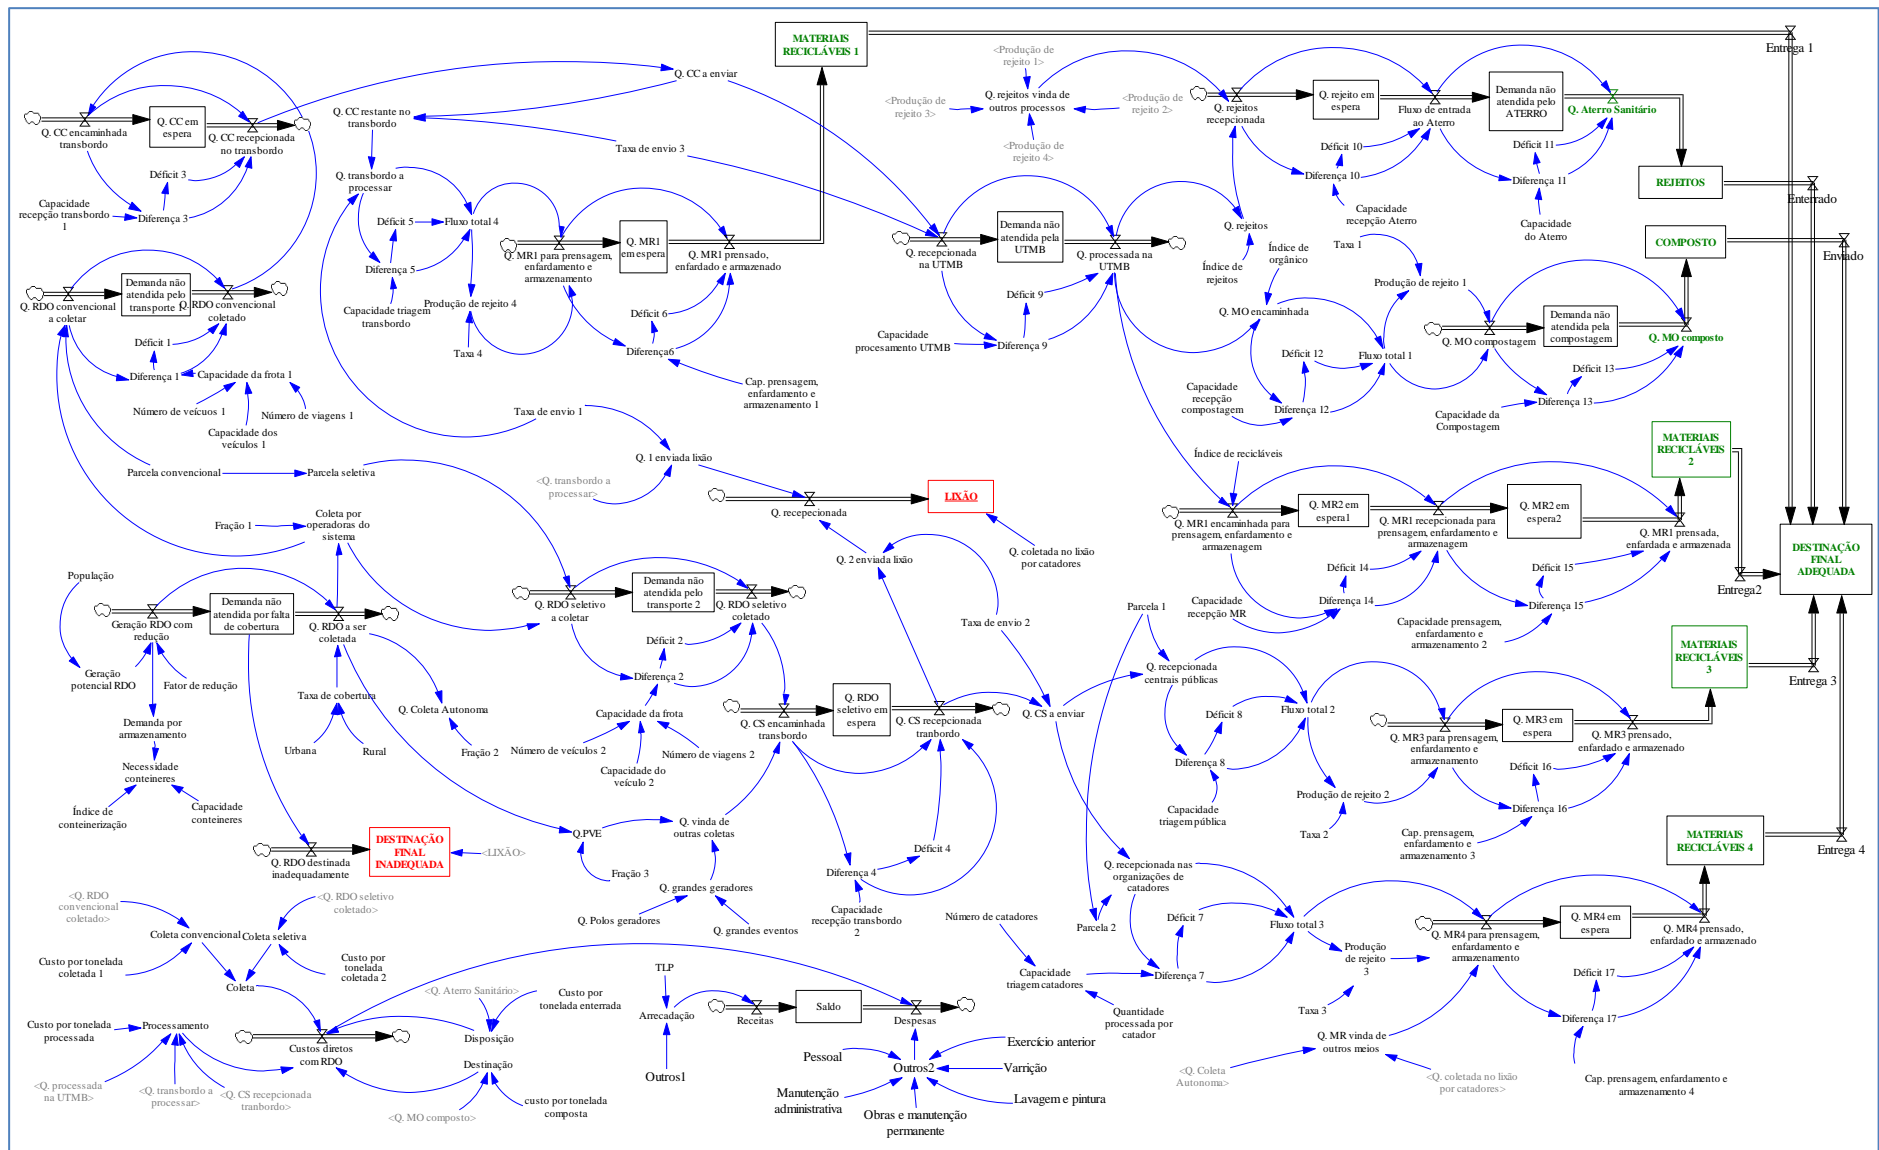 MATERIAIS
RECICLÁVEIS 1
Entrega 1
Q. CC a enviar
<Produção de
rejeito 1>
<Produção de
rejeito 3>
Q. rejeitos vinda de
outros processos
<Produção de
rejeito 2>
<Produção de
rejeito 4>
Q. rejeitos
recepcionada
Q. rejeito em
espera
Fluxo de entrada
ao Aterro
Demanda não
atendida pelo
ATERRO
Q. Aterro Sanitário
Déficit 10
Diferença 10
Capacidade
recepção Aterro
Déficit 11
Diferença 11
Capacidade
do Aterro
REJEITOS
Enterrado
COMPOSTO
Enviado
Q. CC encaminhada
transbordo
Q. CC em
espera
Q. CC recepcionada
no transbordo
Déficit 3
Diferença 3
Capacidade
recepção transbordo
1
Q. CC restante no
transbordo
Taxa de envio 3
Q. transbordo a
processar
Déficit 5
Fluxo total 4
Diferença 5
Capacidade triagem
transbordo
Produção de rejeito 4
Taxa 4
Q. MR1 para prensagem,
enfardamento e
armazenamento
Q. MR1
em espera
Q. MR1 prensado,
enfardado e armazenado
Déficit 6
Diferença6
Cap. prensagem,
enfardamento e
armazenamento 1
Q. recepcionada
na UTMB
Demanda não
atendida pela
UTMB
Q. processada na
UTMB
Déficit 9
Diferença 9
Capacidade
procesamento UTMB
Q. rejeitos
Índice de
rejeitos
Índice de
orgânico
Q. MO encaminhada
Taxa 1
Produção de rejeito 1
Déficit 12
Fluxo total 1
Diferença 12
Capacidade
recepção
compostagem
Q. MO compostagem
Demanda não
atendida pela
compostagem
Q. MO composto
Déficit 13
Diferença 13
Capacidade da
Compostagem
Q. RDO convencional
a coletar
Demanda não
atendida pelo
transporte 1
Q. RDO convencional
coletado
Déficit 1
Diferença 1
Capacidade da frota 1
Número de veícuos 1
Número de viagens 1
Capacidade dos
veículos 1
Parcela convencional
Parcela seletiva
Taxa de envio 1
Q. 1 enviada lixão
<Q. transbordo a
processar>
Q. recepecionada
LIXÃO
Q. coletada no lixão
por catadores
Q. 2 enviada lixão
Taxa de envio 2
Índice de recicláveis
Q. MR1 encaminhada para
prensagem, enfardamento e
armazenagem
Q. MR2 em
espera1
Q. MR1 recepcionada para
prensagem, enfardamento e
armazenagem
Q. MR2 em
espera2
Q. MR1 prensada,
enfardada e armazenada
MATERIAIS
RECICLÁVEIS
2
Entrega2
DESTINAÇÃO
FINAL
ADEQUADA
Déficit 14
Diferença 14
Capacidade
recepção MR
Déficit 15
Diferença 15
Capacidade prensagem,
enfardamento e
armazenamento 2
Fração 1
Coleta por
operadoras do
sistema
População
Geração RDO com
redução
Demanda não
atendida por falta
de cobertura
Q. RDO a ser
coletada
Geração
potencial RDO
Fator de redução
Demanda por
armazenamento
Necessidade
conteineres
Índice de
conteinerização
Capacidade
conteineres
Taxa de cobertura
Urbana
Rural
Q. Coleta Autonoma
Fração 2
Q. RDO seletivo
a coletar
Demanda não
atendida pelo
transporte 2
Q. RDO seletivo
coletado
Déficit 2
Diferença 2
Capacidade da frota
Número de veículos 2
Número de viagens 2
Capacidade do
veículo 2
Q. CS encaminhada
transbordo
Q. RDO
seletivo em
espera
Q. CS recepcionada
tranbordo
Q. CS a enviar
Q. vinda de
outras coletas
Q.PVE
Fração 3
Q. grandes geradores
Q. Polos geradores
Q. grandes eventos
Déficit 4
Diferença 4
Capacidade
recepção transbordo
2
Parcela 1
Q. recepcionada
centrais públicas
Déficit 8
Fluxo total 2
Diferença 8
Capacidade
triagem pública
Produção de rejeito 2
Taxa 2
Q. MR3 para prensagem,
enfardamento e
armazenamento
Q. MR3 em
espera
Q. MR3 prensado,
enfardado e armazenado
MATERIAIS
RECICLÁVEIS
3
Entrega 3
Déficit 16
Diferença 16
Cap. prensagem,
enfardamento e
armazenamento 3
Q. recepcionada nas
organizações de
catadores
Parcela 2
Déficit 7
Fluxo total 3
Diferença 7
Número de catadores
Capacidade
triagem catadores
Quantidade
processada por
catador
Produção
de rejeito
3
Taxa 3
Q. MR4 para prensagem,
enfardamento e
armazenamento
Q. MR4 em
espera
Q. MR4 prensado,
enfardado e armazenado
MATERIAIS
RECICLÁVEIS 4
Entrega 4
Déficit 17
Diferença 17
Cap. prensagem, enfardamento e
armazenamento 4
Q. MR vinda de
outros meios
<Q. Coleta
Autonoma>
<Q. coletada no lixão
por catadores>
Q. RDO destinada
inadequadamente
DESTINAÇÃO
FINAL
INADEQUADA
<LIXÃO>
<Q. RDO
convencional
coletado>
<Q. RDO seletivo
coletado>
Coleta convencional
Coleta seletiva
Custo por tonelada
coletada 1
Custo por
tonelada
coletada 2
Coleta
Custo por tonelada
processada
Processamento
Custos diretos
com RDO
<Q. processada
na UTMB>
<Q. transbordo a
processar>
<Q. CS recepcionada
tranbordo>
<Q. Aterro Sanitário>
Custo por
tonelada enterrada
Disposição
Destinação
<Q. MO composto>
custo por tonelada
composta
TLP
Arrecadação
Outros1
Receitas
Saldo
Despesas
Pessoal
Outros2
Exercício anterior
Varrição
Manutenção
administrativa
Lavagem e pintura
Obras e manutenção
permanente